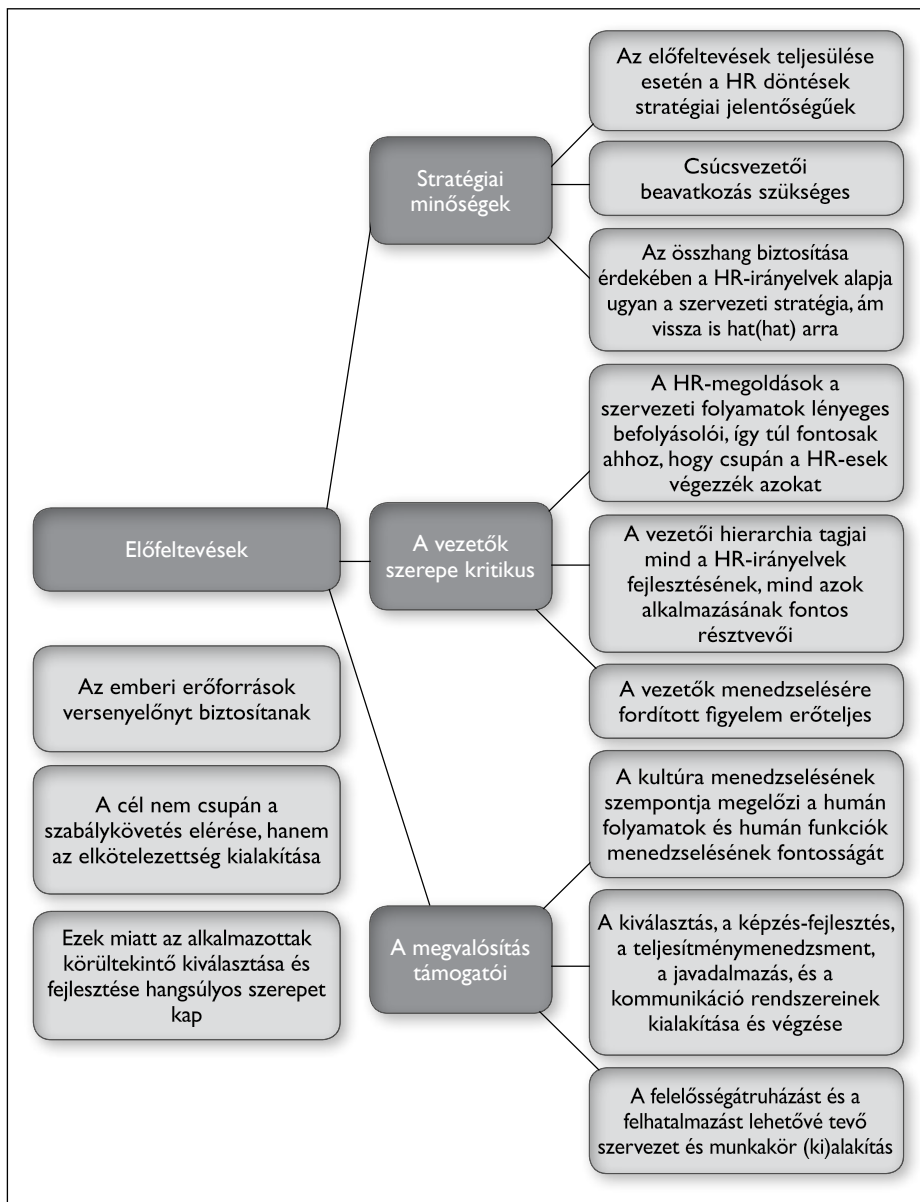 Előfeltevések
Az emberi erőforrások
versenyelőnyt biztosítanak
A cél nem csupán a
szabálykövetés elérése, hanem
az elkötelezettség kialakítása
Ezek miatt az alkalmazottak
körültekintő kiválasztása és
fejlesztése hangsúlyos szerepet
kap
Stratégiai
minőségek
Az előfeltevések teljesülése
esetén a HR döntések
stratégiai jelentőségűek
Csúcsvezetői
beavatkozás szükséges
Az összhang biztosítása
érdekében a HR-irányelvek alapja
ugyan a szervezeti stratégia, ám
vissza is hat(hat) arra
A vezetők
szerepe kritikus
A HR-megoldások a
szervezeti folyamatok lényeges
befolyásolói, így túl fontosak
ahhoz, hogy csupán a HR-esek
végezzék azokat
A vezetői hierarchia tagjai
mind a HR-irányelvek
fejlesztésének, mind azok
alkalmazásának fontos
résztvevői
A vezetők menedzselésére
fordított figyelem erőteljes
A megvalósítás
támogatói
A kultúra menedzselésének
szempontja megelőzi a humán
folyamatok és humán funkciók
menedzselésének fontosságát
A kiválasztás, a képzés-fejlesztés,
a teljesítménymenedzsment,
a javadalmazás, és a
kommunikáció rendszereinek
kialakítása és végzése
A felelősségátruházást és a
felhatalmazást lehetővé tevő
szervezet és munkakör (ki)alakítás